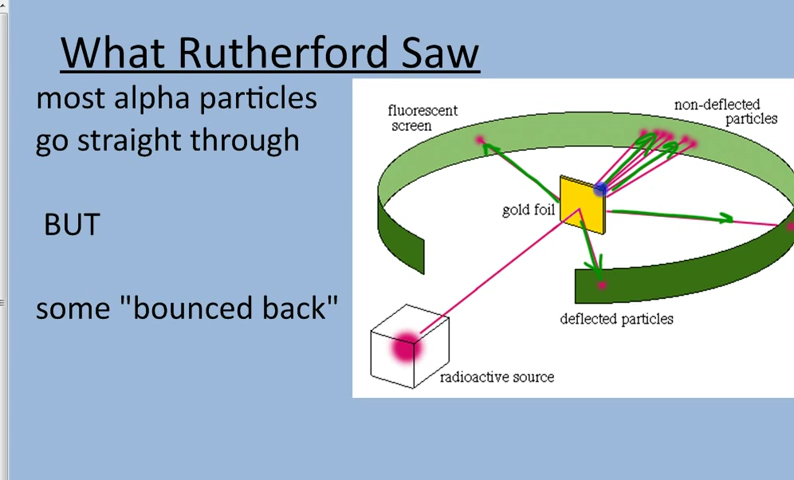 What Rutherford Saw
most alpha particles
go straight through
BUT
some "bounced back"
fluorescent
screen
non-deflected
particles
gold foil
deflected particles
radioactive source